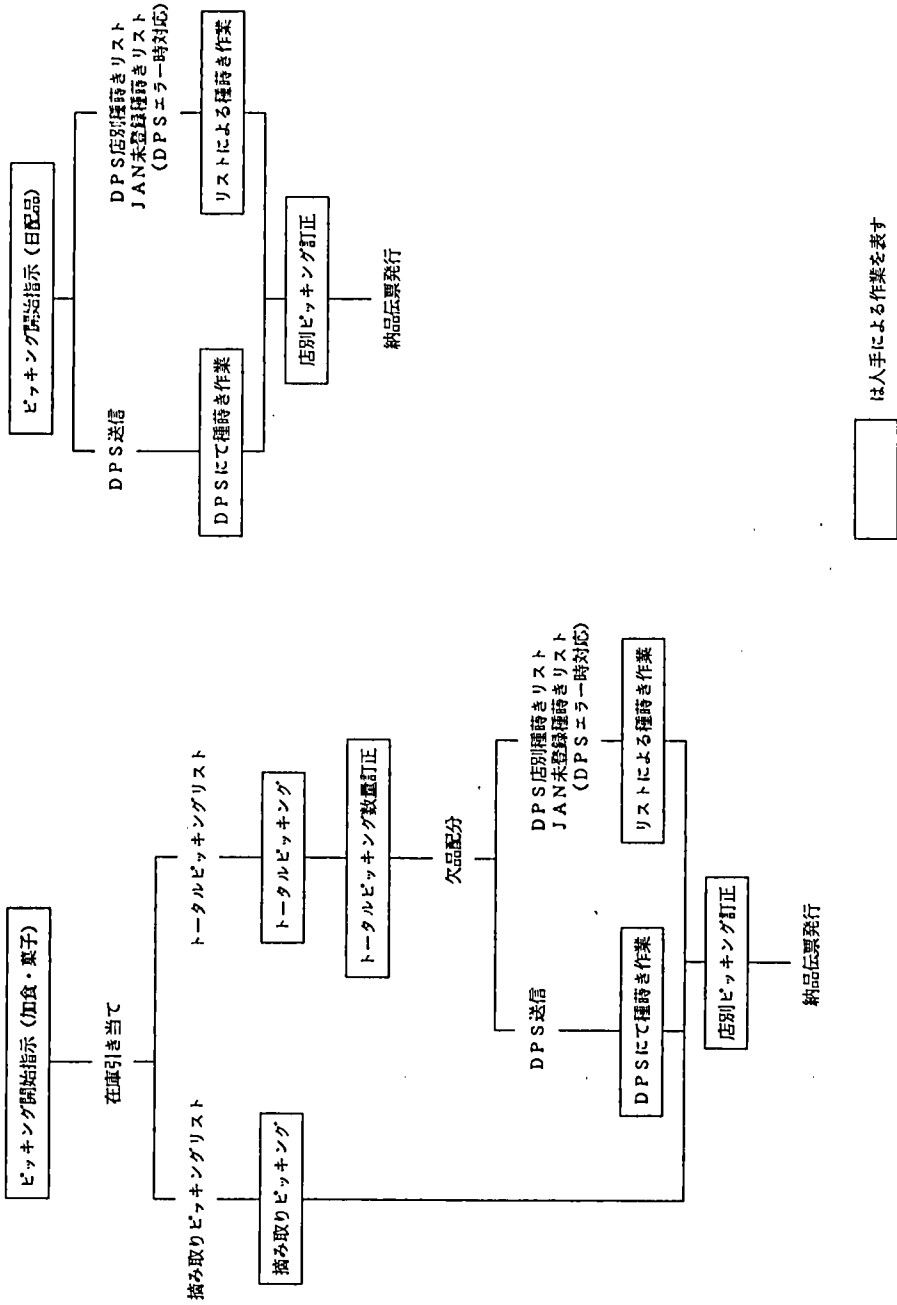 ピッキング開始指示（加食・菓子）
在庫引き当て
摘み取りピッキングリスト
摘み取りピッキング
トータルピッキングリスト
トータルピッキング
トータルピッキング数量訂正
欠品配分
DPS送信
DPSにて種蒔き作業
DPS店別種蒔きリスト
JAN未登録種蒔きリスト
（DPSエラー時対応）
リストによる種蒔き作業
店別ピッキング訂正
納品伝票発行
ピッキング開始指示（日配品）
DPS送信
DPSにて種蒔き作業
DPS店別種蒔きリスト
JAN未登録種蒔きリスト
（DPSエラー時対応）
リストによる種蒔き作業
店別ピッキング訂正
納品伝票発行
は人手による作業を表す